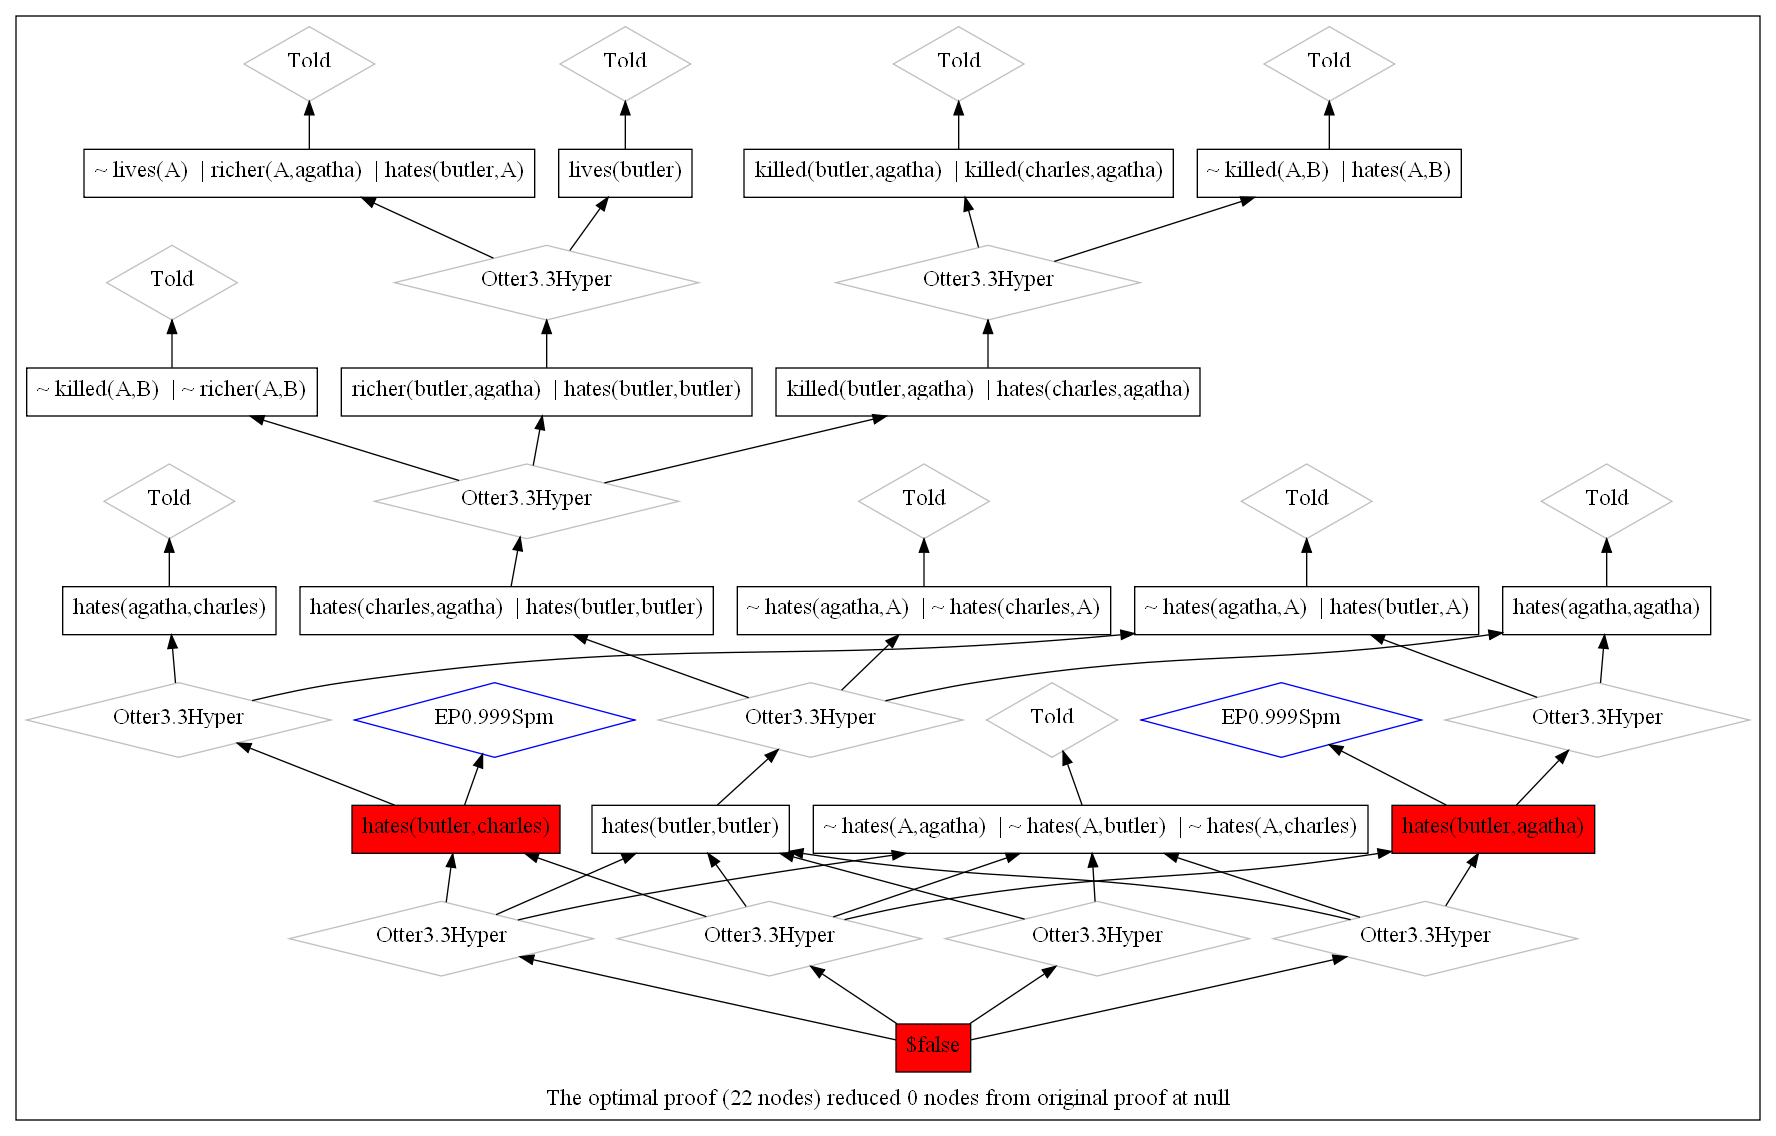 Told
Told
Told
Told
~ lives(A) | richer(A,agatha) | hates(butler,A)
lives(butler)
killed(butler,agatha) | killed(charles,agatha)
~ killed(A,B) | hates(A,B)
Told
Otter3.3Hyper
Otter3.3Hyper
~ killed(A,B) | ~ richer(A,B)
richer(butler,agatha) | hates(butler,butler)
killed(butler,agatha) | hates(charles,agatha)
Told
Otter3.3Hyper
Told
Told
Told
hates(agatha,charles)
hates(charles,agatha) | hates(butler,butler)
~ hates(agatha,A) | ~ hates(charles,A)
~ hates(agatha,A) | hates(butler,A)
hates(agatha,agatha)
Otter3.3Hyper
EP0.999Spm
Otter3.3Hyper
Told
EP0.999Spm
Otter3.3Hyper
hates(butler,charles)
hates(butler,butler)
~ hates(A,agatha) | ~ hates(A,butler) | ~ hates(A,charles)
hates(butler,agatha)
Otter3.3Hyper
Otter3.3Hyper
Otter3.3Hyper
Otter3.3Hyper
$false
The optimal proof (22 nodes) reduced 0 nodes from original proof at null